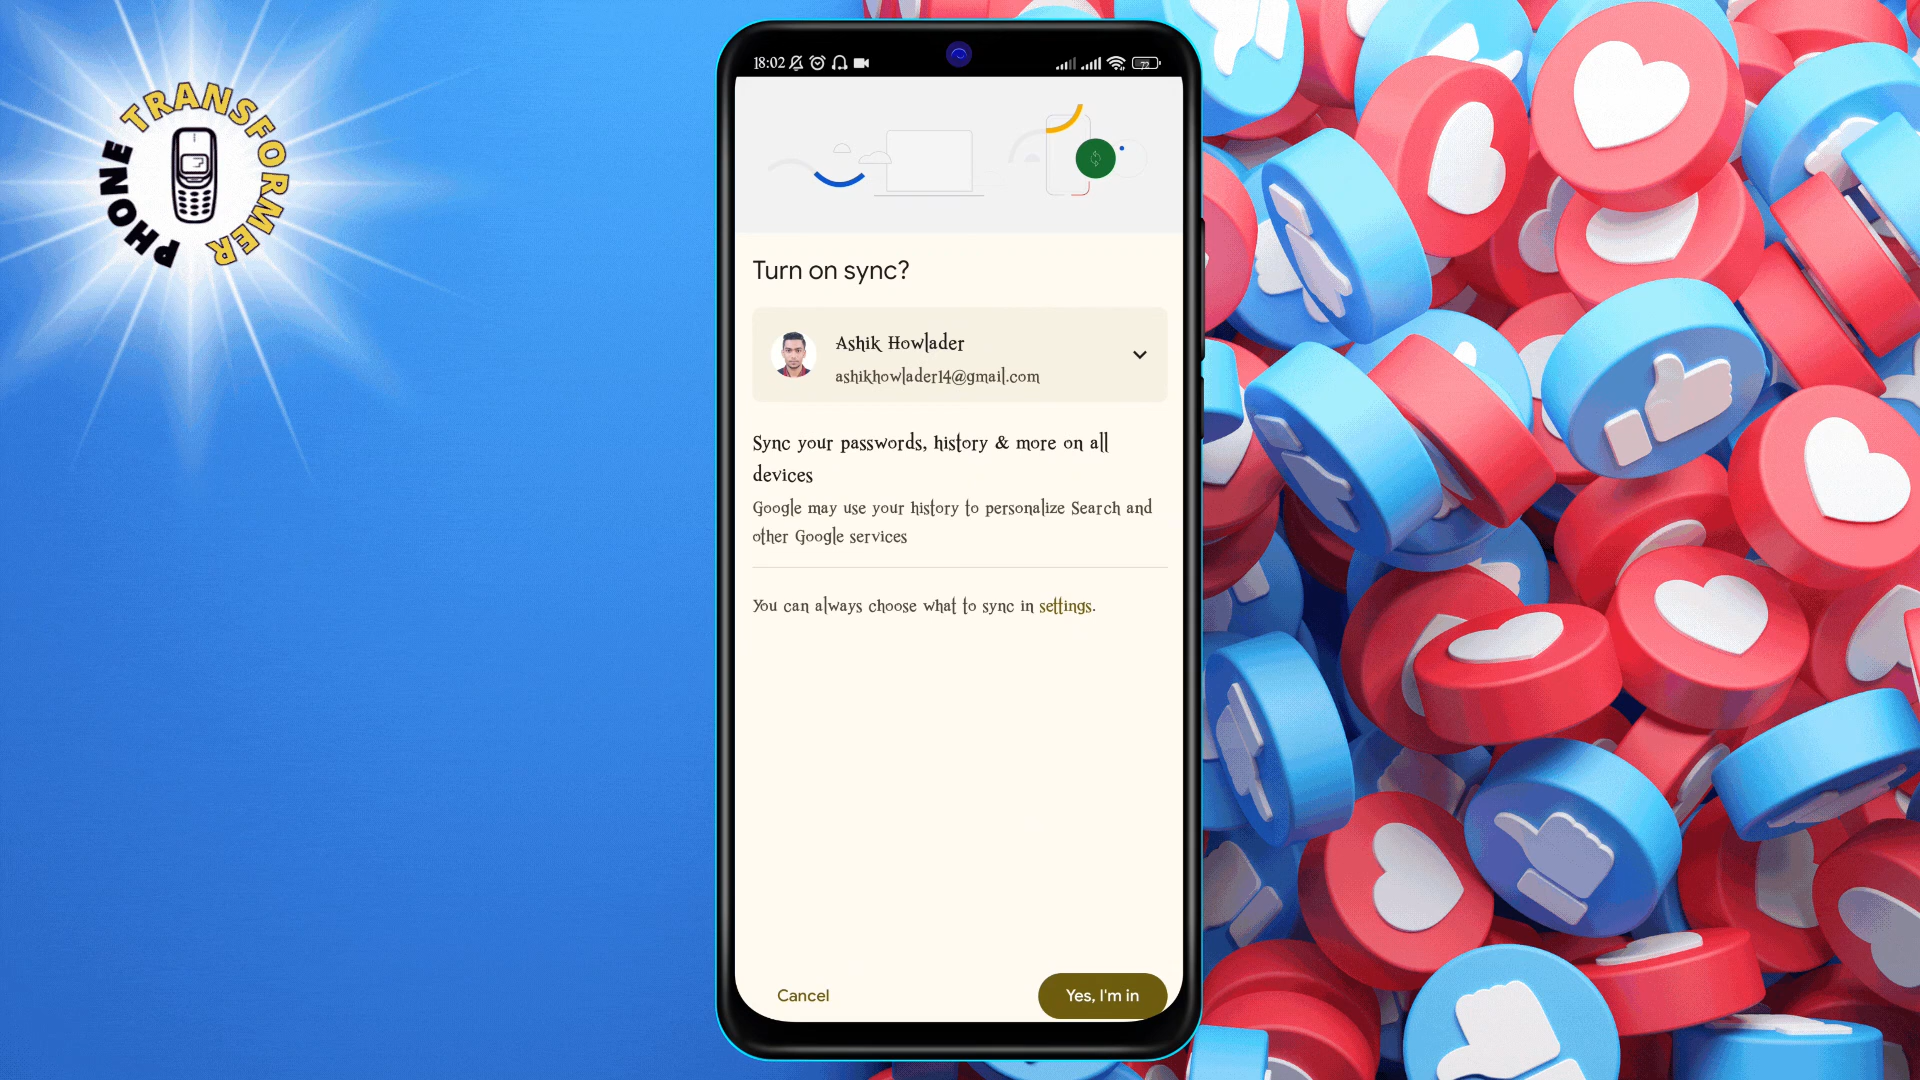 PHONE TRANSFORMER
18:02
72
Turn on sync?
Ashik Howlader
ashikhowlader14@gmail.com
Sync your passwords, history & more on all
devices
Google may use your history to personalize Search and
other Google services
You can always choose what to sync in settings.
Cancel
Yes, I'm in